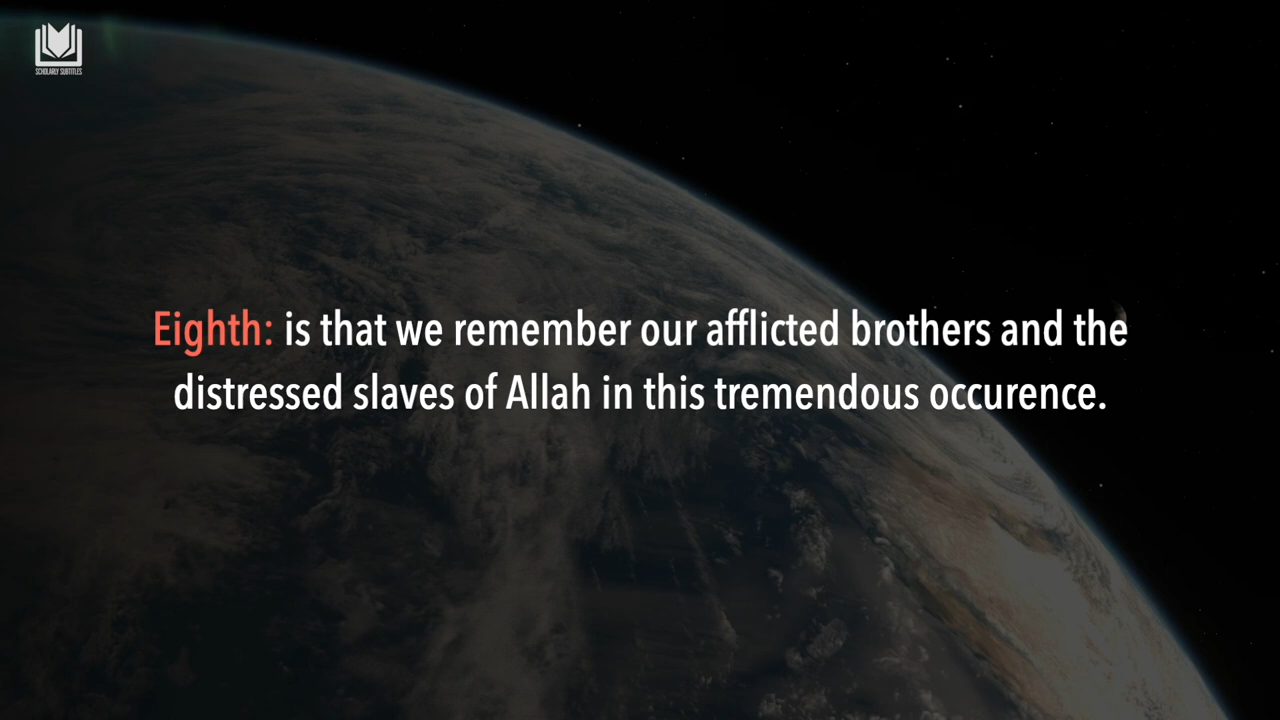 SCHOLARLY SUBTITLES
Eighth: is that we remember our afflicted brothers and the
distressed slaves of Allah in this tremendous occurence.